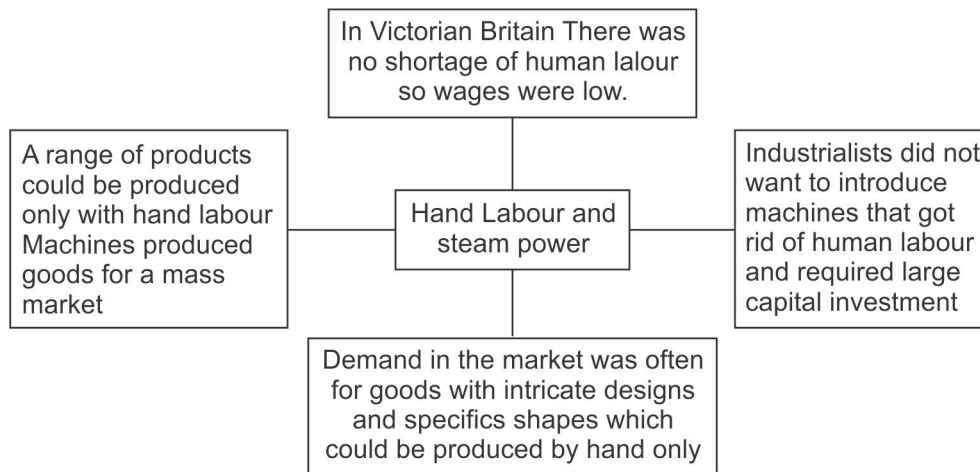 In Victorian Britain There was
no shortage of human lalour
so wages were low.
A range of products
could be produced
only with hand labour
Machines produced
goods for a mass
market
Hand Labour and
steam power
Industrialists did not
want to introduce
machines that got
rid of human labour
and required large
capital investment
Demand in the market was often
for goods with intricate designs
and specifics shapes which
could be produced by hand only